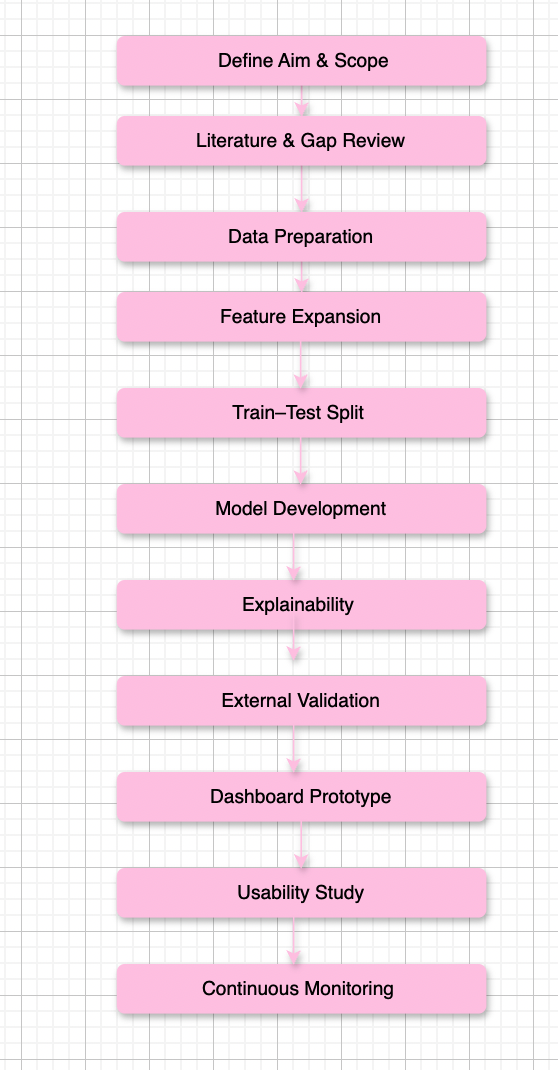 Define Aim & Scope
Literature & Gap Review
Data Preparation
Feature Expansion
Train–Test Split
Model Development
Explainability
External Validation
Dashboard Prototype
Usability Study
Continuous Monitoring